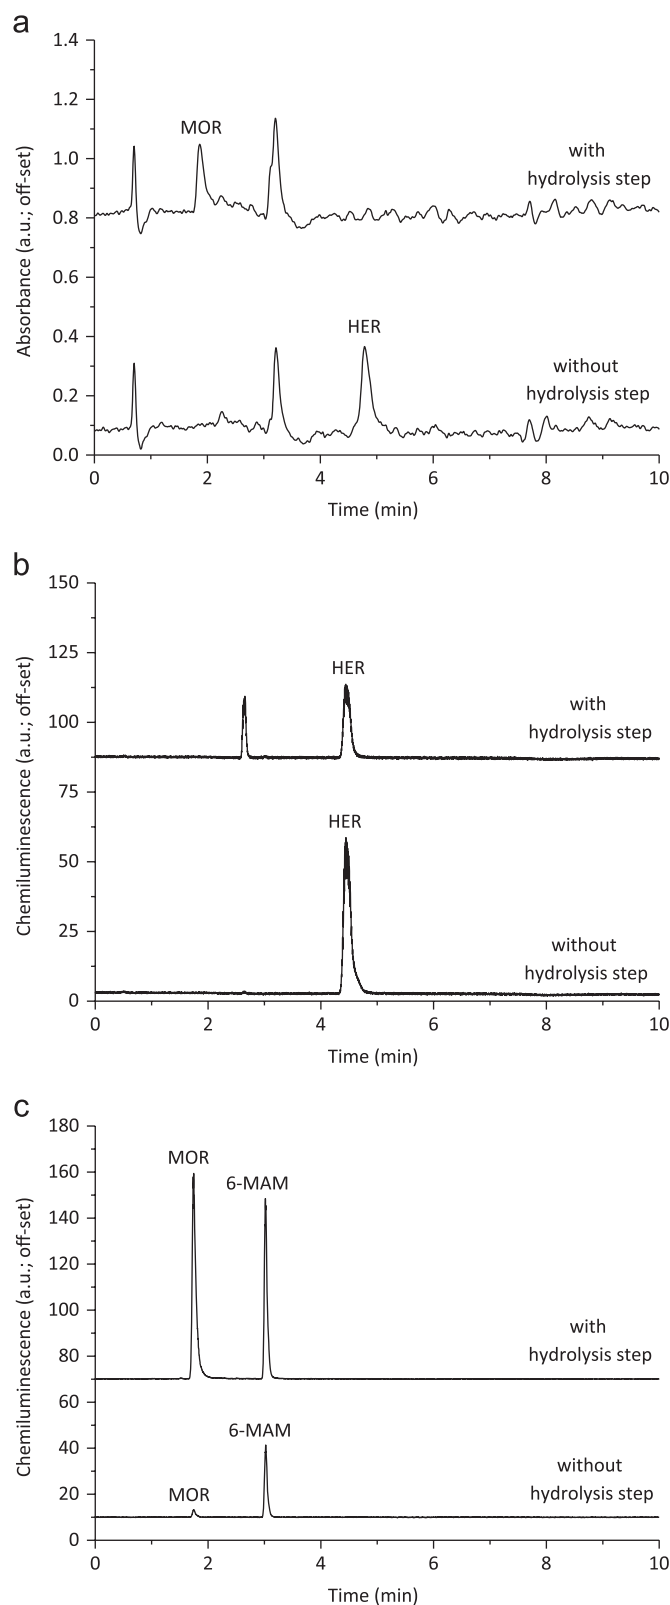 a
1.4
1.2
1.0
0.8
0.6
0.4
0.2
0.0
Absorbance (a.u.; off-set)
MOR
with
hydrolysis step
HER
without
hydrolysis step
0 2 4 6 8 10
Time (min)
b
150
125
100
75
50
25
0
Chemiluminescence (a.u.; off-set)
HER
with
hydrolysis step
HER
without
hydrolysis step
0 2 4 6 8 10
Time (min)
c
180
160
140
120
100
80
60
40
20
0
Chemiluminescence (a.u.; off-set)
MOR
6-MAM
with
hydrolysis step
6-MAM
MOR
without
hydrolysis step
0 2 4 6 8 10
Time (min)